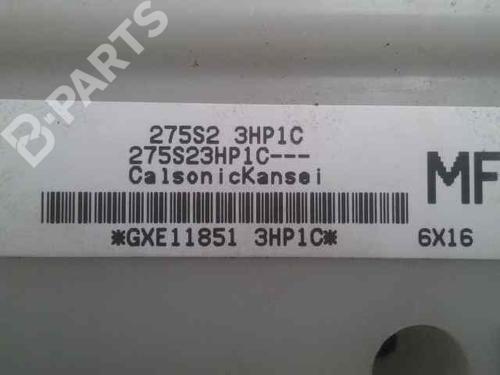 B-PARTS
275S2 3HP1C
275S23HP1C---
CalsonicKansei
MF
*GXE11851 3HP1C*
6X16